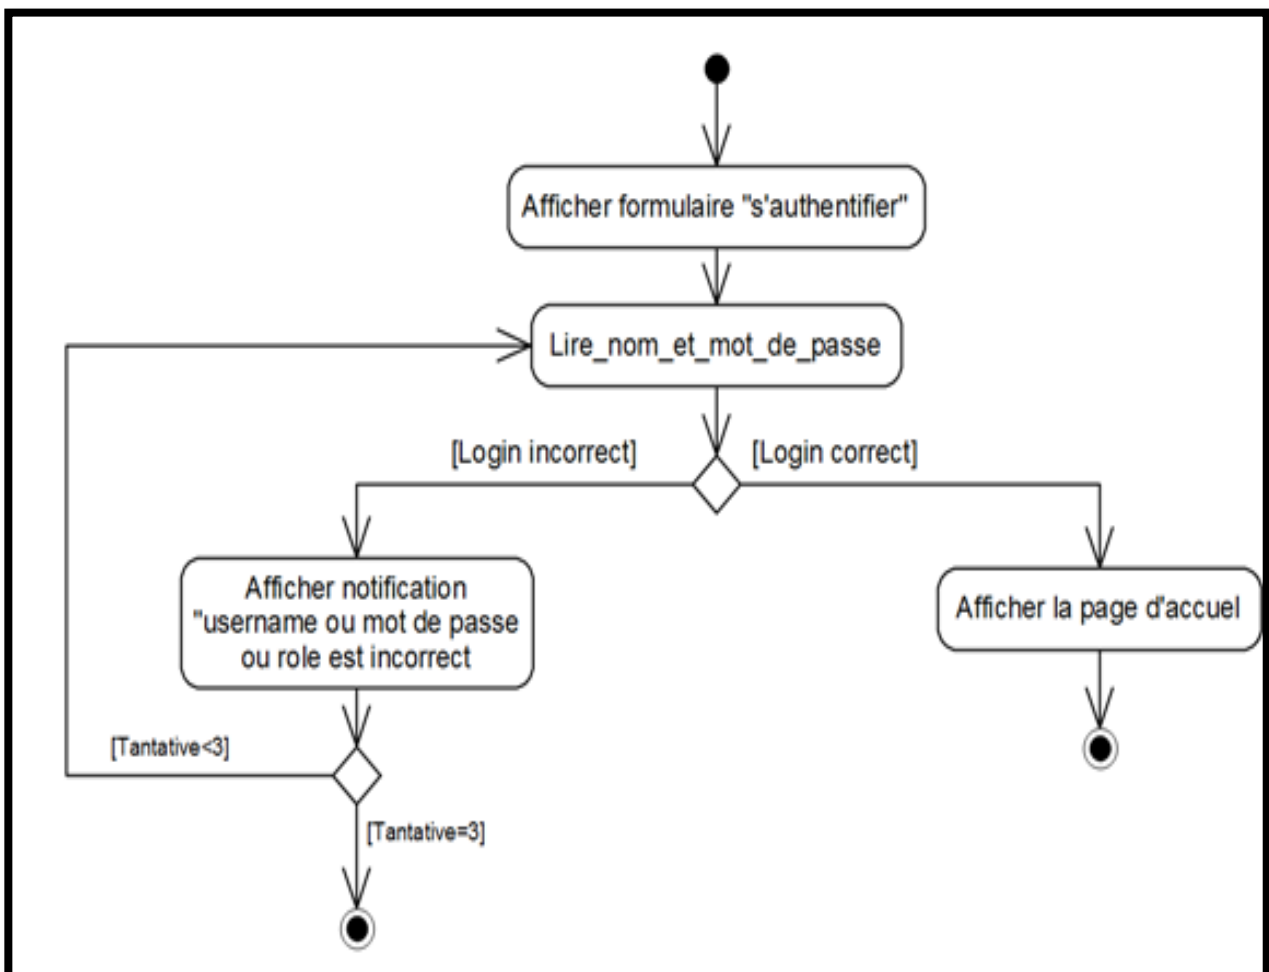 Afficher formulaire "s'authentifier"
Lire_nom_et_mot_de_passe
[Login incorrect]
[Login correct]
Afficher notification
"username ou mot de passe
ou role est incorrect
Afficher la page d'accuel
[Tantative<3]
[Tantative=3]